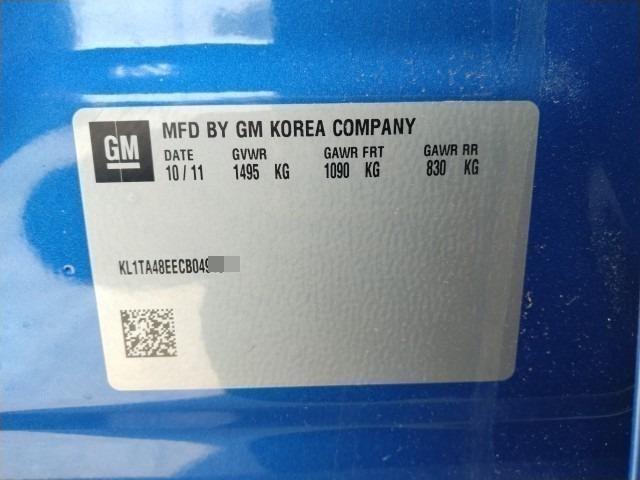 GM MFD BY GM KOREA COMPANY
DATE GVWR GAWR FRT GAWR RR
10 / 11 1495 KG 1090 KG 830 KG
KL1TA48EECB049